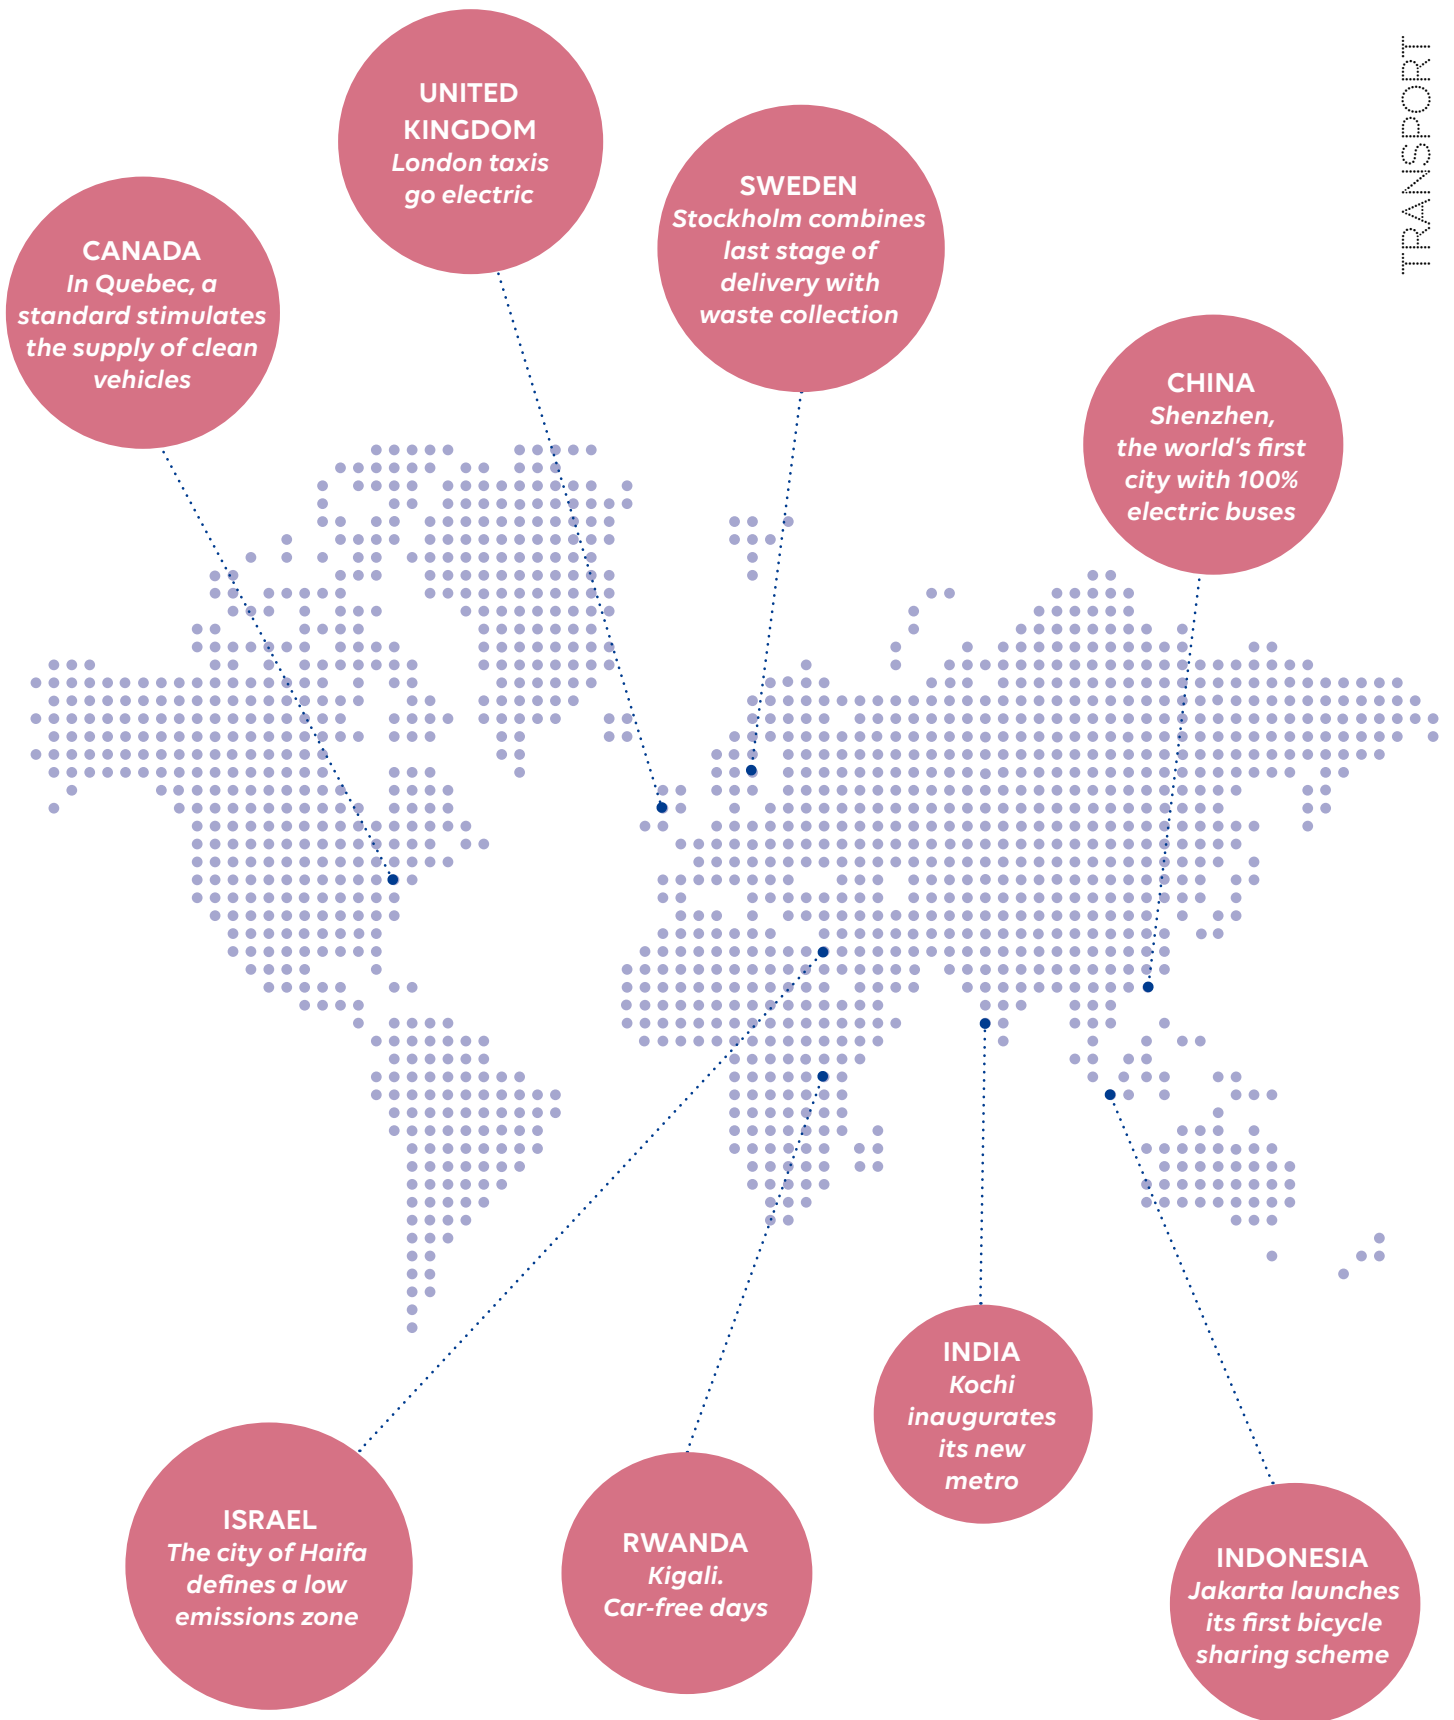 TRANSPORT
UNITED
KINGDOM
London taxis
go electric
SWEDEN
Stockholm combines
last stage of
delivery with
waste collection
CANADA
In Quebec, a
standard stimulates
the supply of clean
vehicles
CHINA
Shenzhen,
the world's first
city with 100%
electric buses
INDIA
Kochi
inaugurates
its new
metro
ISRAEL
The city of Haifa
defines a low
emissions zone
RWANDA
Kigali.
Car-free days
INDONESIA
Jakarta launches
its first bicycle
sharing scheme